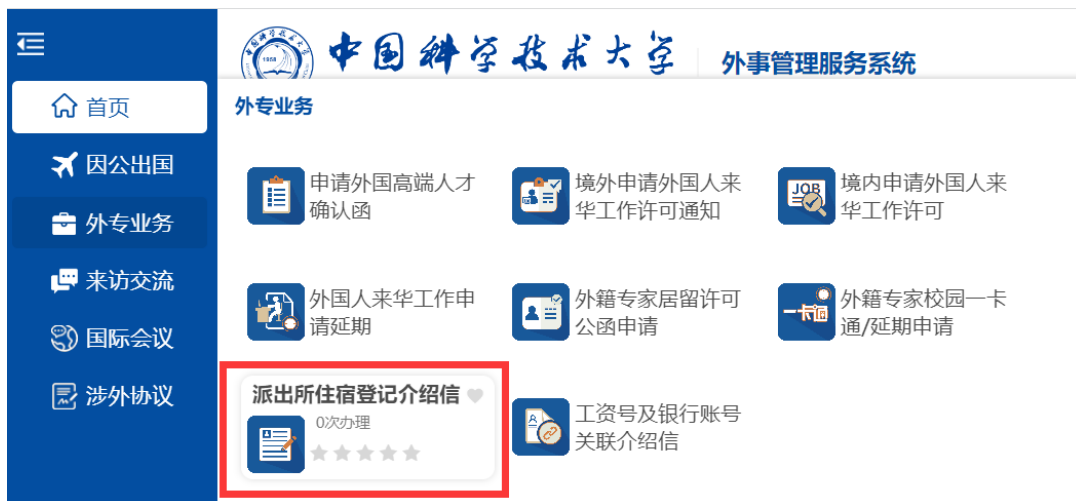 中国科学技术大学
外事管理服务系统
首页
因公出国
外专业务
来访交流
国际会议
涉外协议
外专业务
申请外国高端人才
确认函
境外申请外国人来
华工作许可通知
JOB
境内申请外国人来
华工作许可
外国人来华工作申
请延期
外籍专家居留许可
公函申请
一卡通
外籍专家校园一卡
通/延期申请
派出所住宿登记介绍信
0次办理
工资号及银行账号
关联介绍信